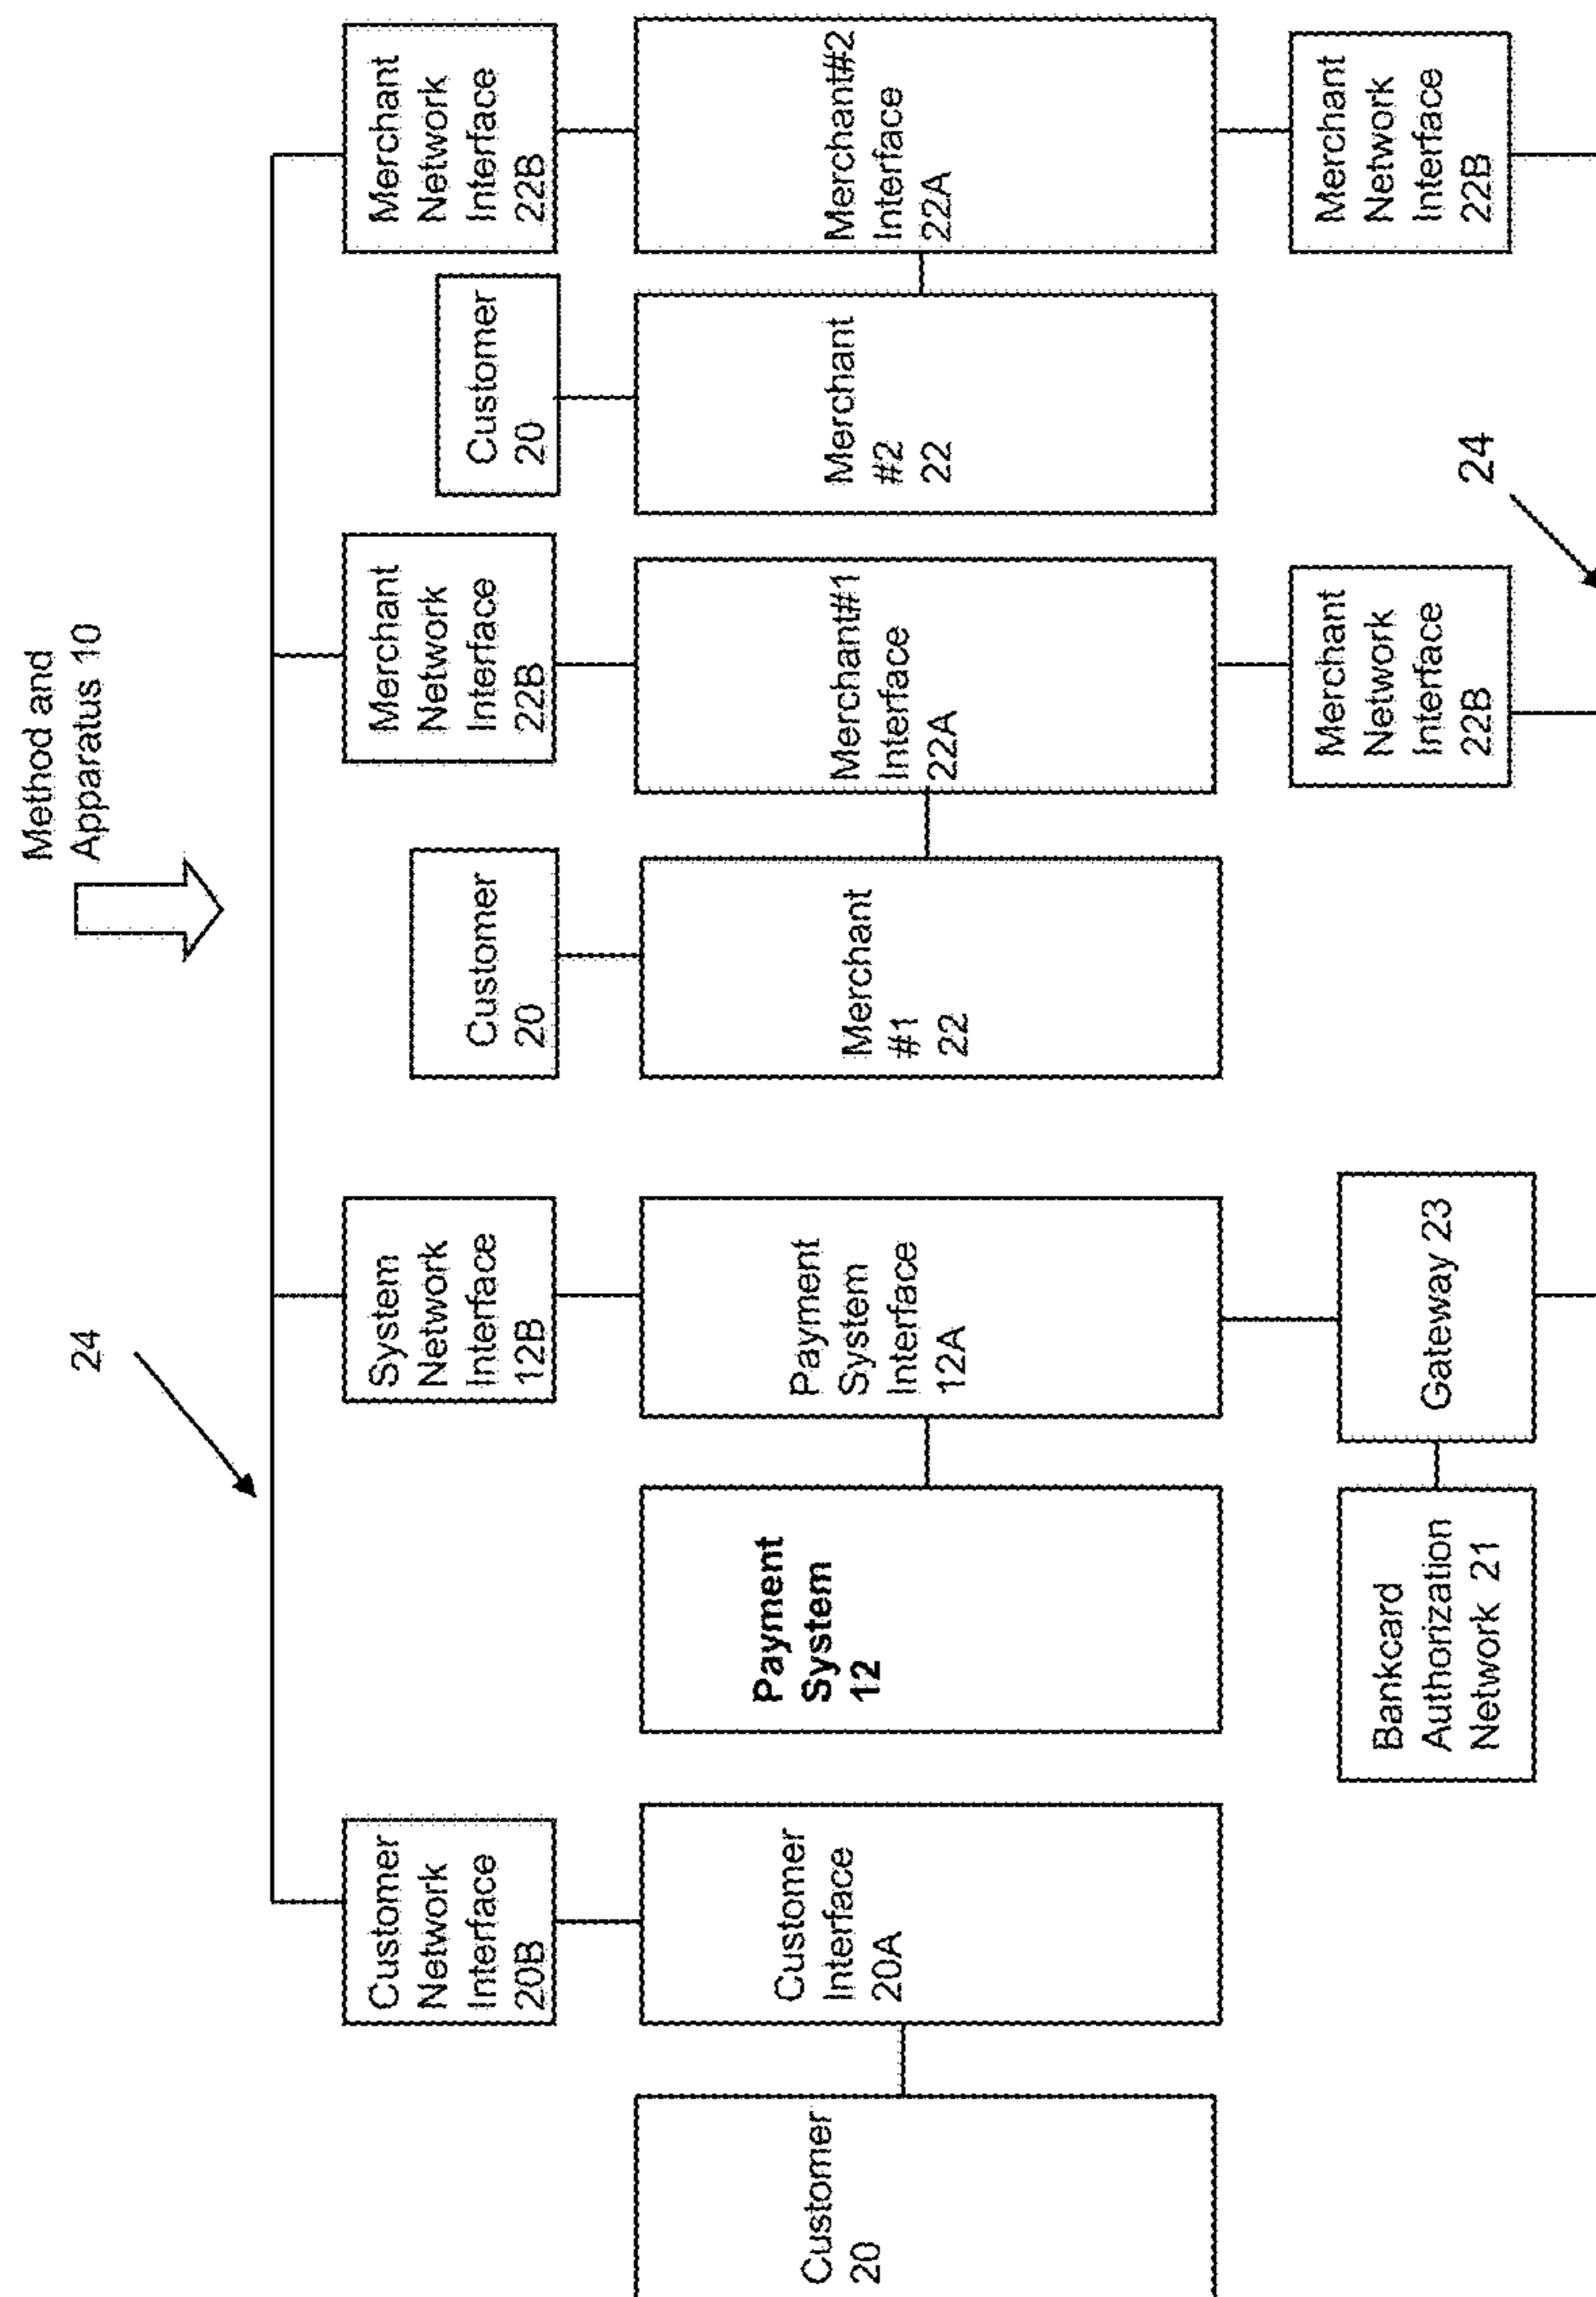 Method and
Apparatus 10
24
Customer
Network
Interface
20B
System
Network
Interface
12B
Merchant
Network
Interface
22B
Merchant
Network
Interface
22B
Customer
20
Customer
20
Customer
20
Customer
Interface
20A
Payment
System
12
Payment
System
Interface
12A
Merchant
#1
22
Merchant#1
Interface
22A
Merchant
#2
22
Merchant#2
Interface
22A
Bankcard
Authorization
Network 21
Gateway 23
Merchant
Network
Interface
22B
Merchant
Network
Interface
22B
24